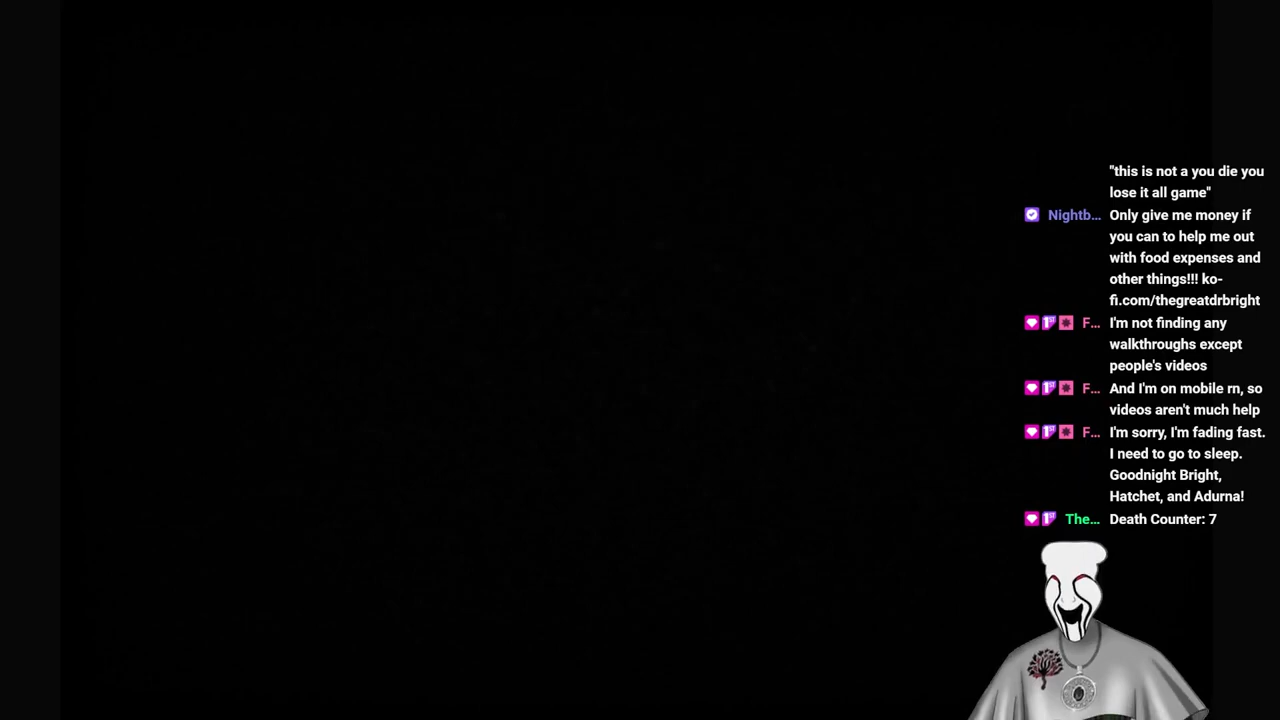 "this is not a you die you
lose it all game"
Nightb... Only give me money if
you can to help me out
with food expenses and
other things!!! ko-
fi.com/thegreatdrbright
F... I'm not finding any
walkthroughs except
people's videos
F... And I'm on mobile rn, so
videos aren't much help
F... I'm sorry, I'm fading fast.
I need to go to sleep.
Goodnight Bright,
Hatchet, and Adurna!
The... Death Counter: 7